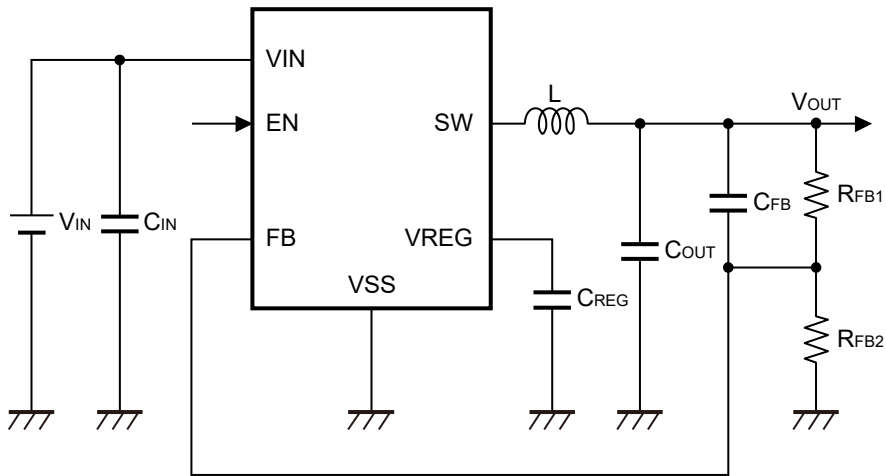 VIN
EN
SW
L
VOUT
VIN
CIN
FB
VREG
VSS
CREG
COUT
CFB
RFB1
RFB2